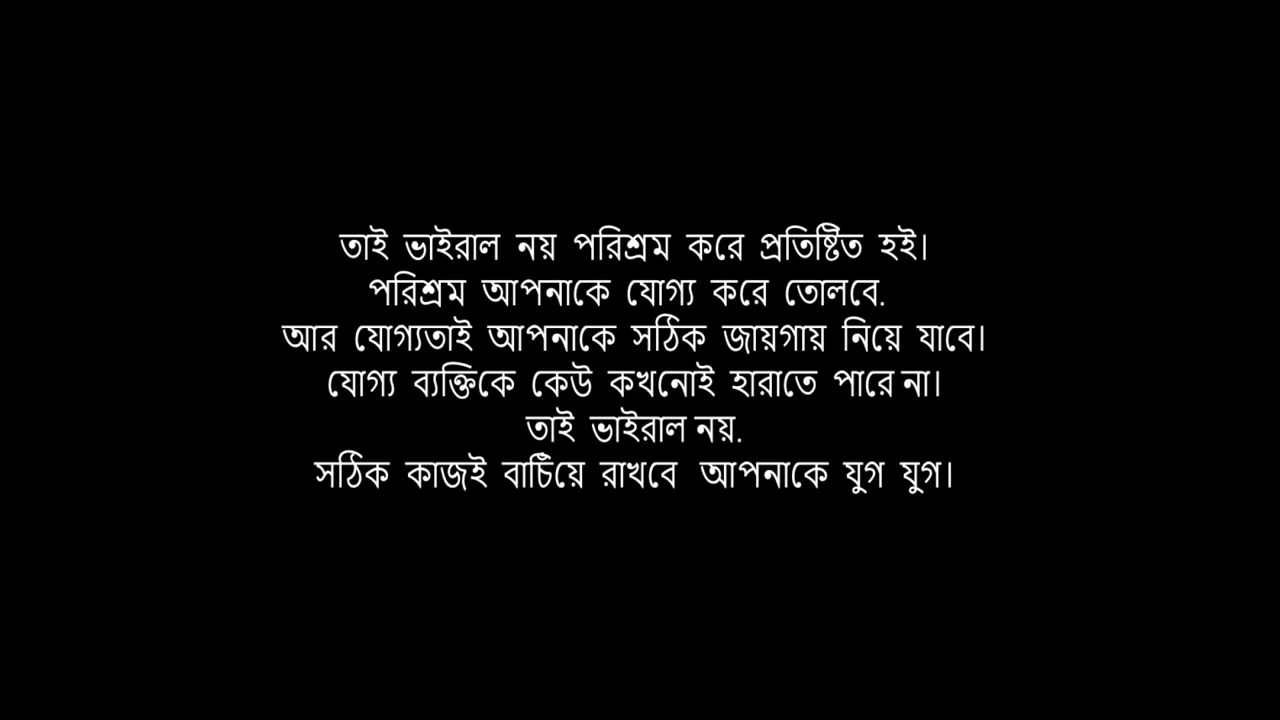 তাই ভাইরাল নয় পরিশ্রম করে প্রতিষ্টিত হই।
পরিশ্রম আপনাকে যোগ্য করে তোলবে.
আর যোগ্যতাই আপনাকে সঠিক জায়গায় নিয়ে যাবে।
যোগ্য ব্যক্তিকে কেউ কখনোই হারাতে পারে না।
তাই ভাইরাল নয়.
সঠিক কাজই বাচিঁয়ে রাখবে আপনাকে যুগ যুগ।